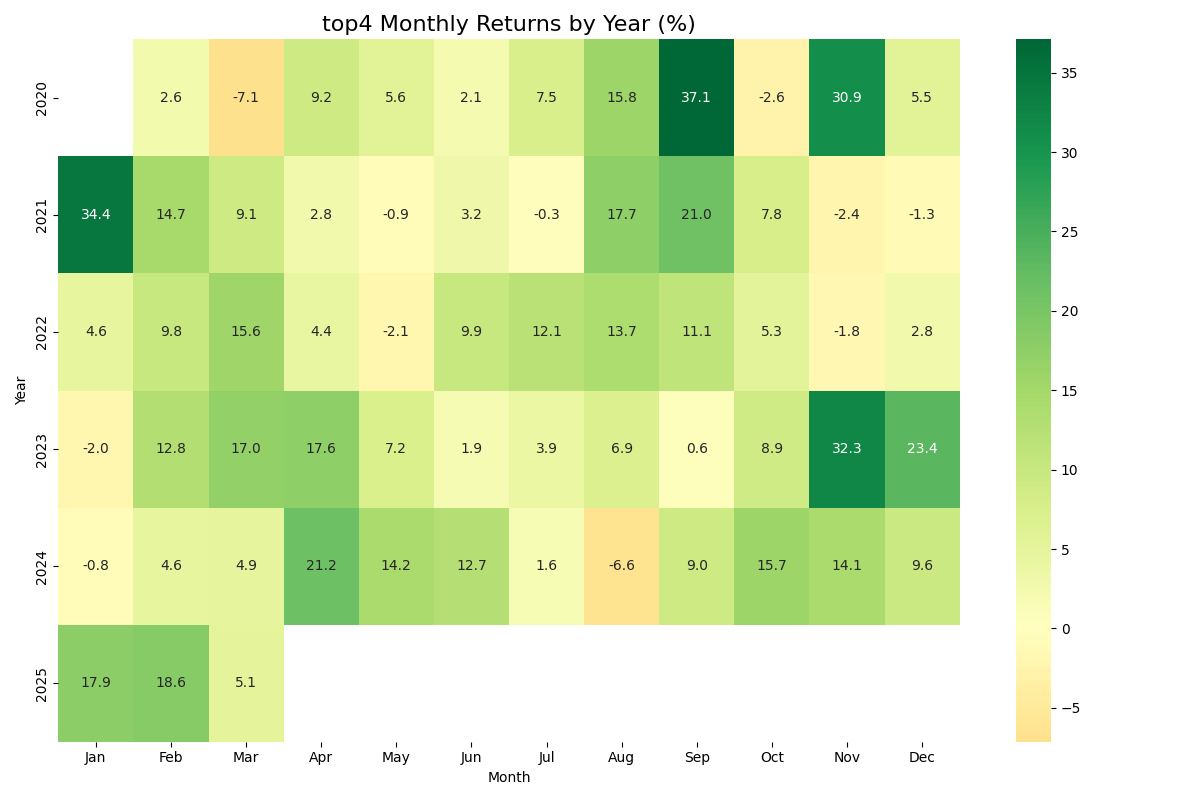 top4 Monthly Returns by Year (%)
2020 2.6 -7.1 9.2 5.6 2.1 7.5 15.8 37.1 -2.6 30.9 5.5
2021 34.4 14.7 9.1 2.8 -0.9 3.2 -0.3 17.7 21.0 7.8 -2.4 -1.3
2022 4.6 9.8 15.6 4.4 -2.1 9.9 12.1 13.7 11.1 5.3 -1.8 2.8
2023 -2.0 12.8 17.0 17.6 7.2 1.9 3.9 6.9 0.6 8.9 32.3 23.4
2024 -0.8 4.6 4.9 21.2 14.2 12.7 1.6 -6.6 9.0 15.7 14.1 9.6
2025 17.9 18.6 5.1
Year
Jan Feb Mar Apr May Jun Jul Aug Sep Oct Nov Dec
Month
35
30
25
20
15
10
5
0
−5